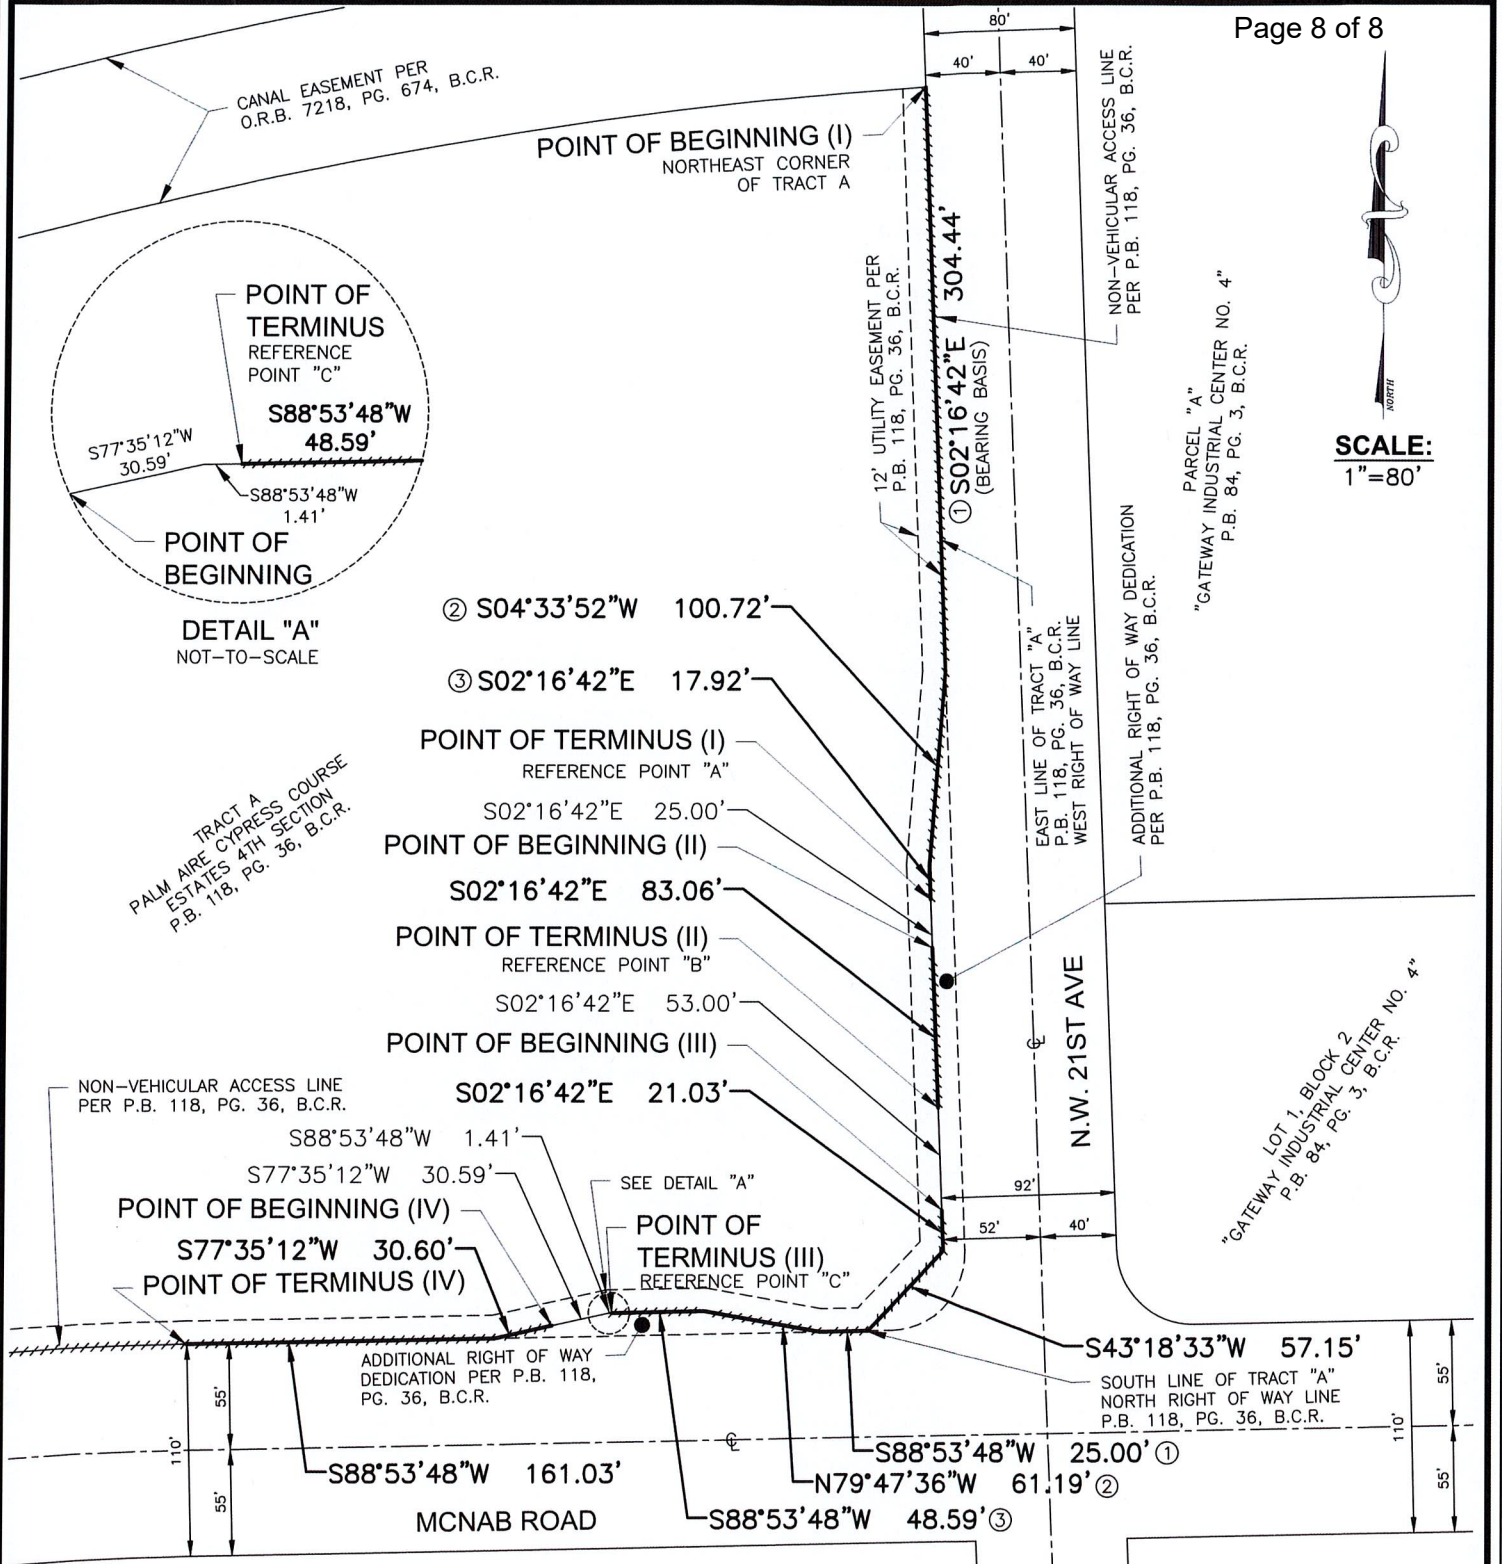 Page 8 of 8
80'
40'
40'
CANAL EASEMENT PER
O.R.B. 7218, PG. 674, B.C.R.
POINT OF BEGINNING (I)
NORTHEAST CORNER
OF TRACT A
NON-VEHICULAR ACCESS LINE
PER P.B. 118, PG. 36, B.C.R.
NORTH
SCALE:
1"=80'
12' UTILITY EASEMENT PER
P.B. 118, PG. 36, B.C.R.
① S02°16'42"E 304.44'
(BEARING BASIS)
PARCEL "A"
"GATEWAY INDUSTRIAL CENTER NO. 4"
P.B. 84, PG. 3, B.C.R.
POINT OF
TERMINUS
REFERENCE
POINT "C"
S88°53'48"W
48.59'
S77°35'12"W
30.59'
S88°53'48"W
1.41'
POINT OF
BEGINNING
DETAIL "A"
NOT-TO-SCALE
② S04°33'52"W 100.72'
③ S02°16'42"E 17.92'
POINT OF TERMINUS (I)
REFERENCE POINT "A"
S02°16'42"E 25.00'
POINT OF BEGINNING (II)
S02°16'42"E 83.06'
POINT OF TERMINUS (II)
REFERENCE POINT "B"
S02°16'42"E 53.00'
POINT OF BEGINNING (III)
S02°16'42"E 21.03'
EAST LINE OF TRACT "A"
P.B. 118, PG. 36, B.C.R.
WEST RIGHT OF WAY LINE
ADDITIONAL RIGHT OF WAY DEDICATION
PER P.B. 118, PG. 36, B.C.R.
TRACT A
PALM AIRE CYPRESS COURSE
ESTATES 4TH SECTION
P.B. 118, PG. 36, B.C.R.
N.W. 21ST AVE
LOT 1, BLOCK 2
"GATEWAY INDUSTRIAL CENTER NO. 4"
P.B. 84, PG. 3, B.C.R.
NON-VEHICULAR ACCESS LINE
PER P.B. 118, PG. 36, B.C.R.
S88°53'48"W 1.41'
S77°35'12"W 30.59'
POINT OF BEGINNING (IV)
S77°35'12"W 30.60'
POINT OF TERMINUS (IV)
SEE DETAIL "A"
POINT OF
TERMINUS (III)
REFERENCE POINT "C"
92'
52'
40'
ADDITIONAL RIGHT OF WAY
DEDICATION PER P.B. 118,
PG. 36, B.C.R.
S43°18'33"W 57.15'
SOUTH LINE OF TRACT "A"
NORTH RIGHT OF WAY LINE
P.B. 118, PG. 36, B.C.R.
55'
110'
55'
55'
110'
55'
S88°53'48"W 25.00' ①
S88°53'48"W 161.03'
N79°47'36"W 61.19' ②
MCNAB ROAD
S88°53'48"W 48.59' ③